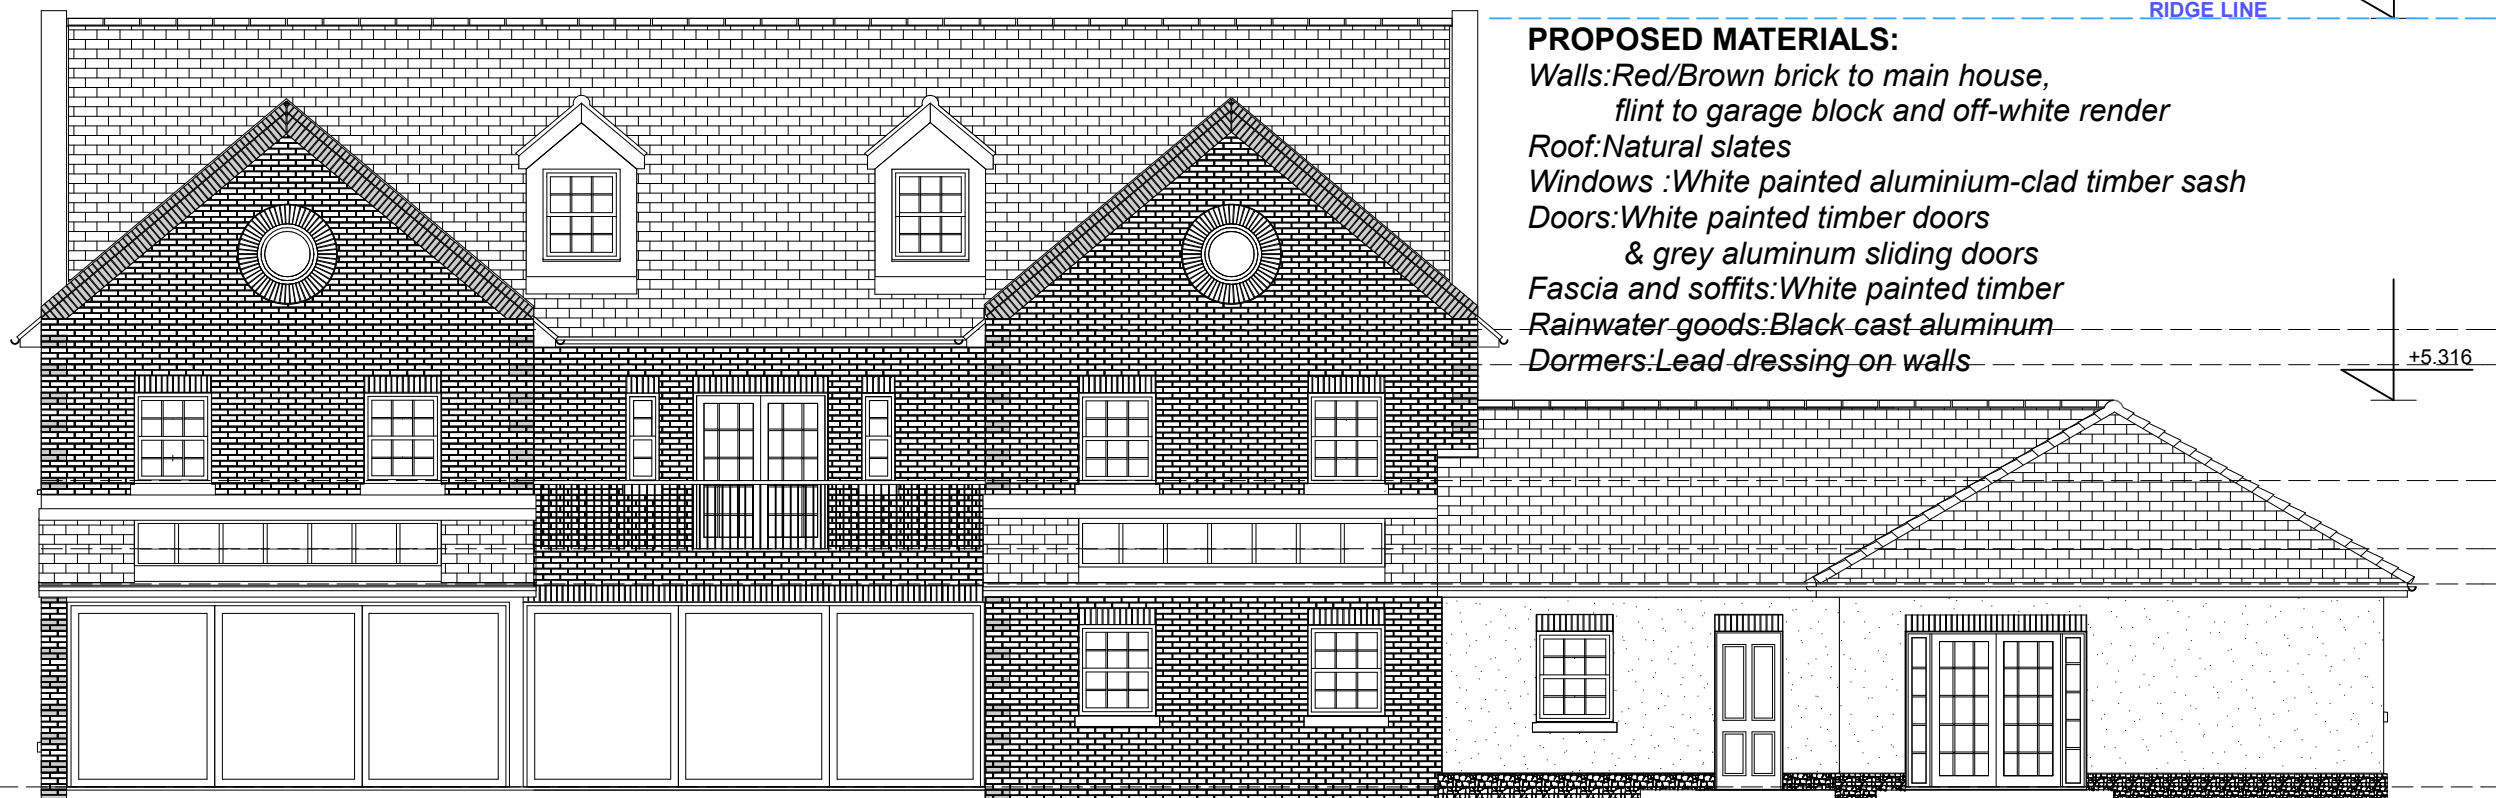 RIDGE LINE
PROPOSED MATERIALS:
Walls:Red/Brown brick to main house,
flint to garage block and off-white render
Roof:Natural slates
Windows :White painted aluminium-clad timber sash
Doors:White painted timber doors
& grey aluminum sliding doors
Fascia and soffits:White painted timber
Rainwater goods:Black cast aluminum
Dormers:Lead dressing on walls
+5.316